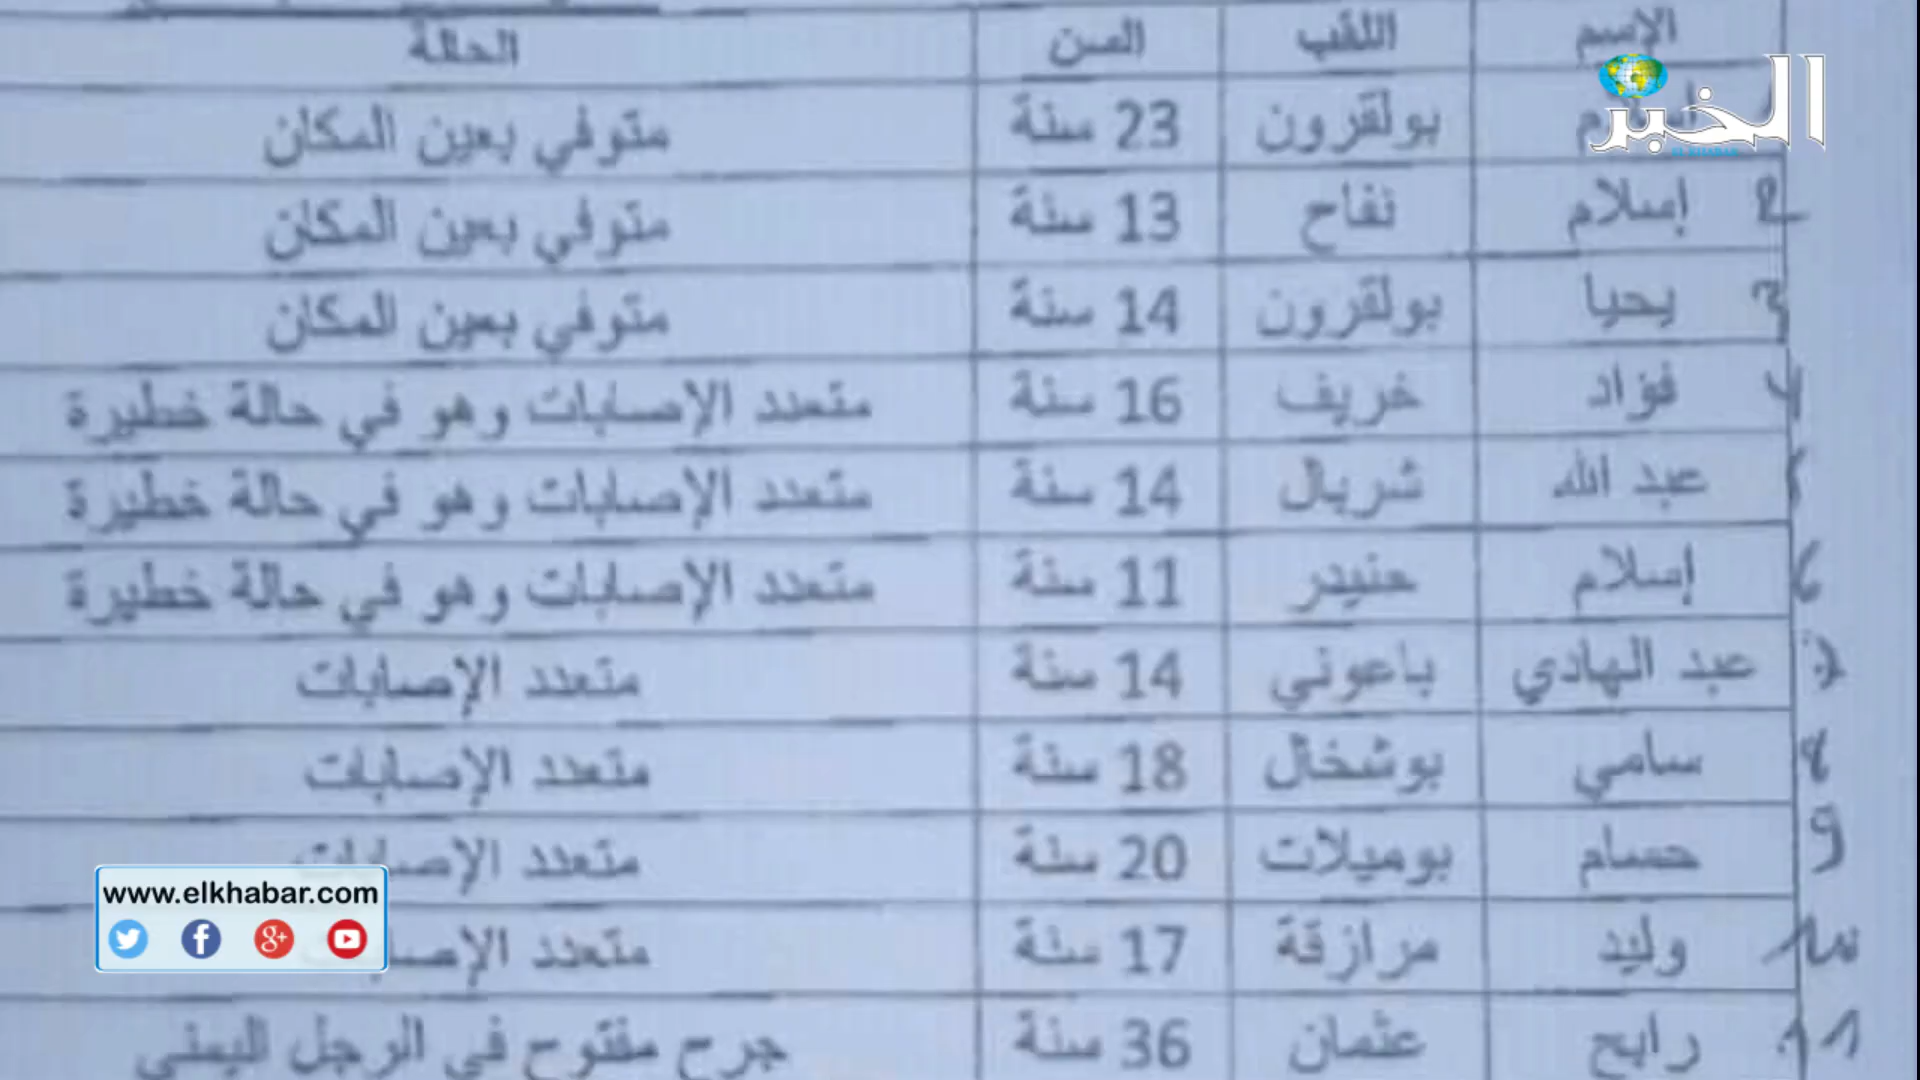 الإسم اللقب السن الحالة
الخبر
EL KHABAR
بولقرون 23 سنة متوفي بعين المكان
2 إسلام نفاح 13 سنة متوفي بعين المكان
3 يحيا بولقرون 14 سنة متوفي بعين المكان
4 فؤاد خريف 16 سنة متعدد الإصابات وهو في حالة خطيرة
عبد الله شربال 14 سنة متعدد الإصابات وهو في حالة خطيرة
6 إسلام حنيدر 11 سنة متعدد الإصابات وهو في حالة خطيرة
عبد الهادي باعوني 14 سنة متعدد الإصابات
8 سامي بوشخال 18 سنة متعدد الإصابات
9 حسام بوميلات 20 سنة متعدد الإصابات
10 وليد مرازقة 17 سنة متعدد
11 رابح عثمان 36 سنة جرح مفتوح في الرجل اليمنى
www.elkhabar.com